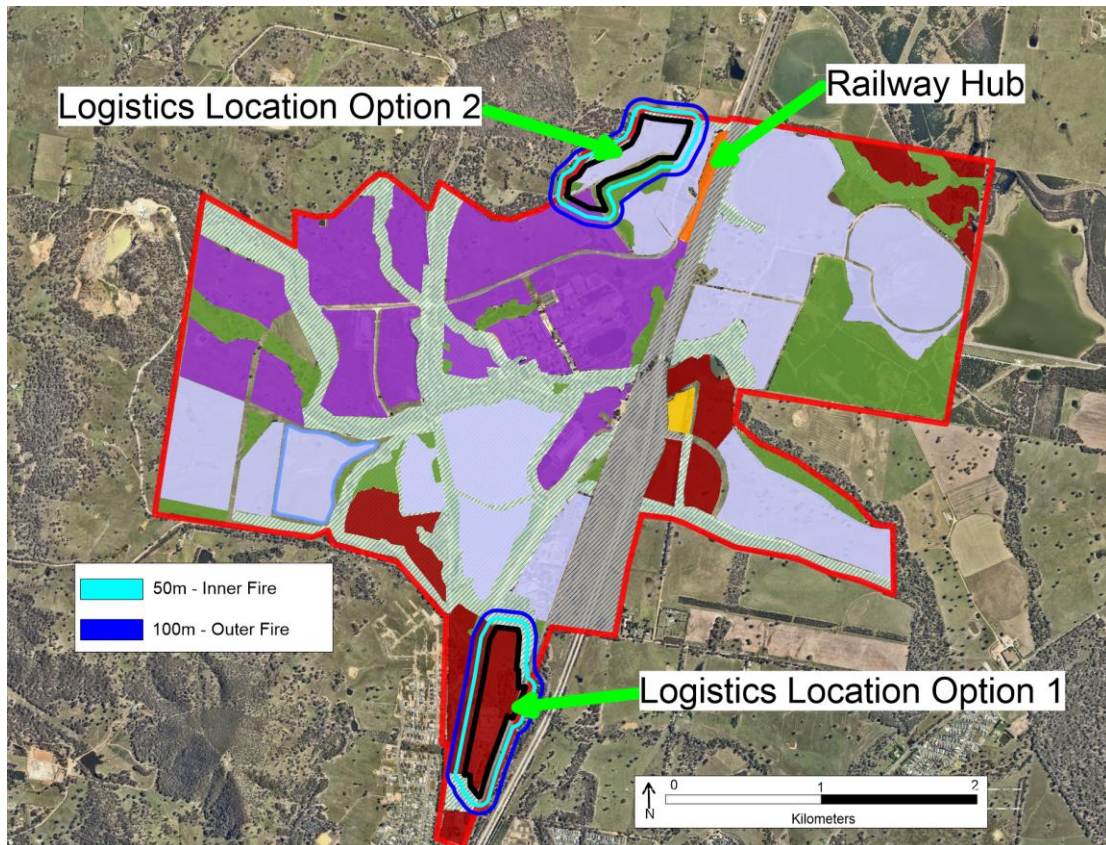 Railway Hub
Logistics Location Option 2
50m - Inner Fire
100m - Outer Fire
Logistics Location Option 1
0 1 2
N
Kilometers